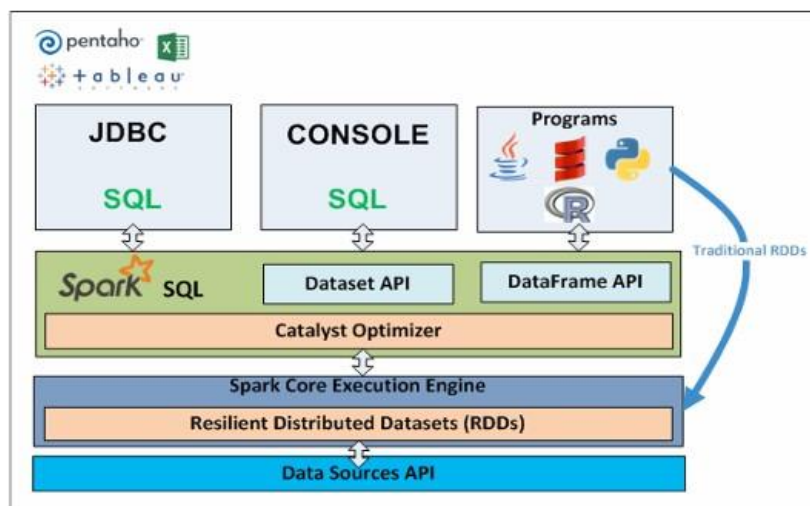 pentaho
+ a b l e a u
JDBC
SQL
CONSOLE
SQL
Programs
R
Traditional RDDs
Spark SQL
Dataset API
DataFrame API
Catalyst Optimizer
Spark Core Execution Engine
Resilient Distributed Datasets (RDDs)
Data Sources API